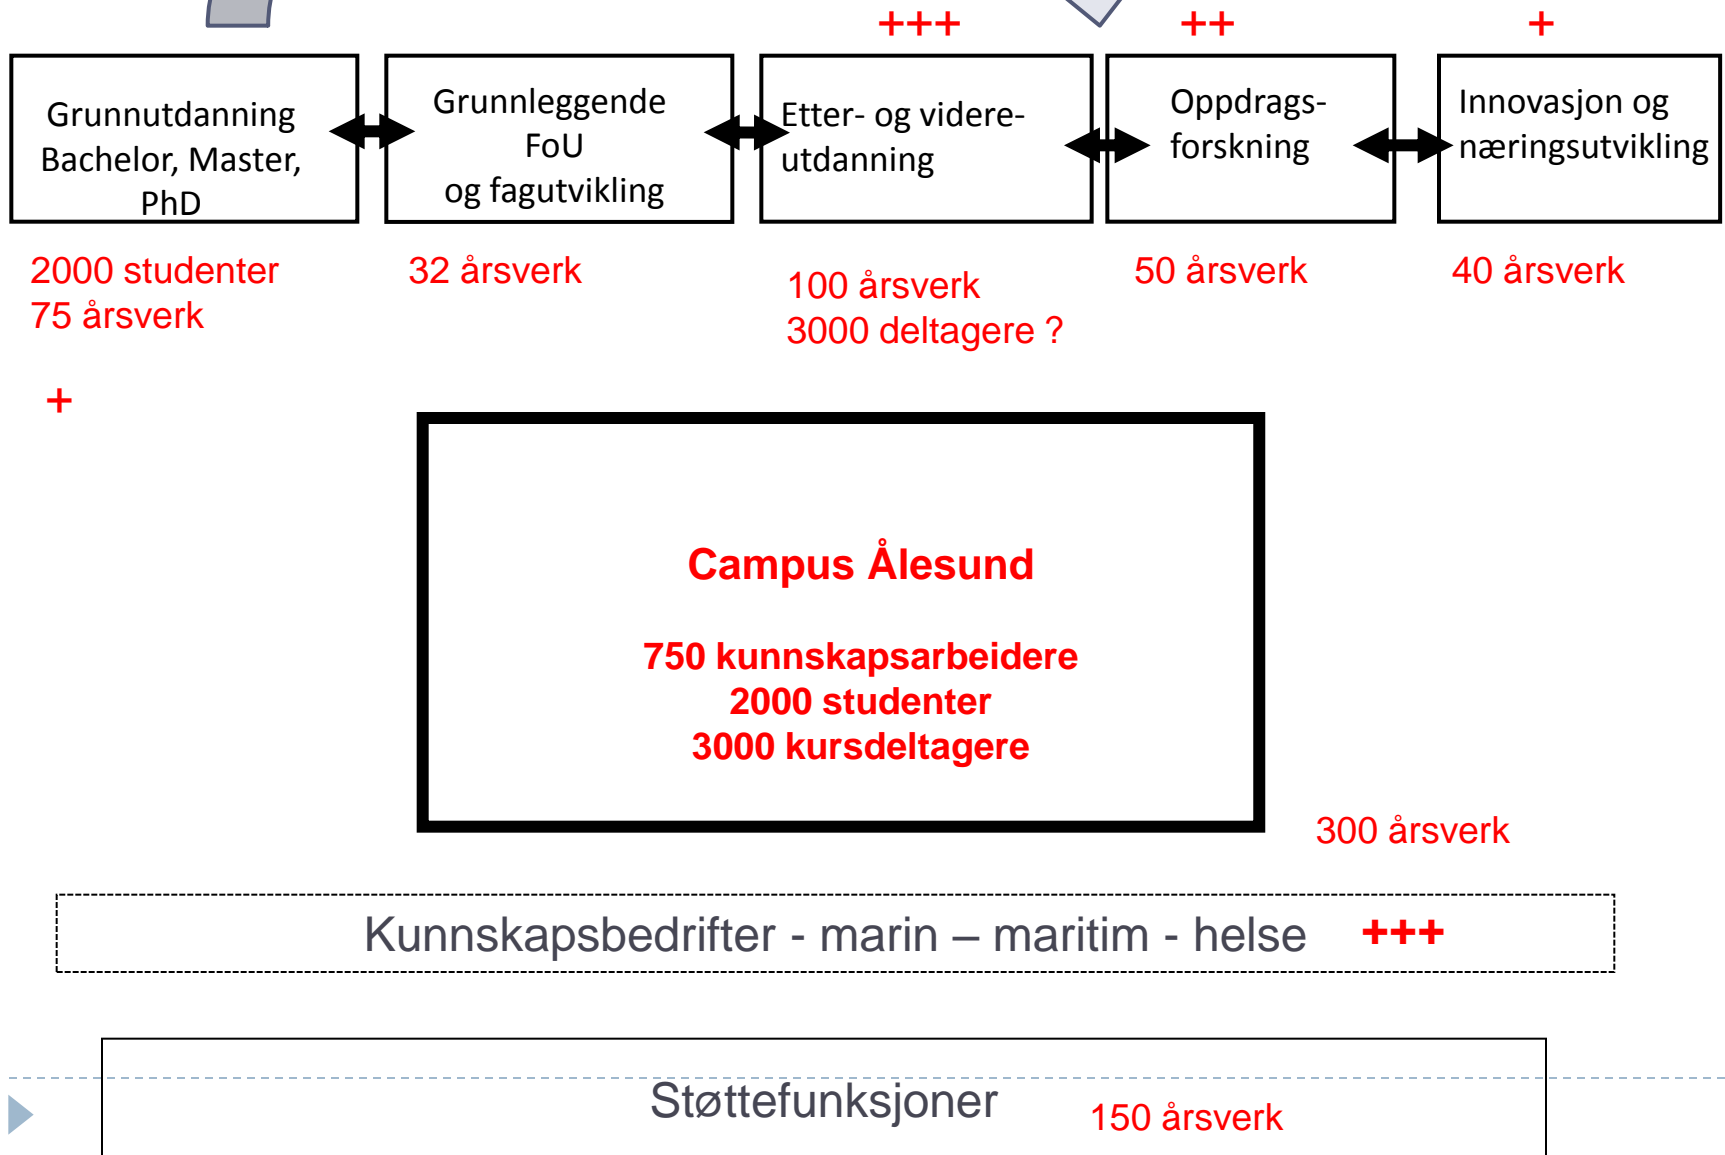 +++
++
+
Grunnutdanning
Bachelor, Master,
PhD
Grunnleggende
FoU
og fagutvikling
Etter- og videre-
utdanning
Oppdrags-
forskning
Innovasjon og
næringsutvikling
2000 studenter
75 årsverk
32 årsverk
100 årsverk
3000 deltagere ?
50 årsverk
40 årsverk
+
Campus Ålesund
750 kunnskapsarbeidere
2000 studenter
3000 kursdeltagere
300 årsverk
Kunnskapsbedrifter - marin – maritim - helse +++
Støttefunksjoner
150 årsverk